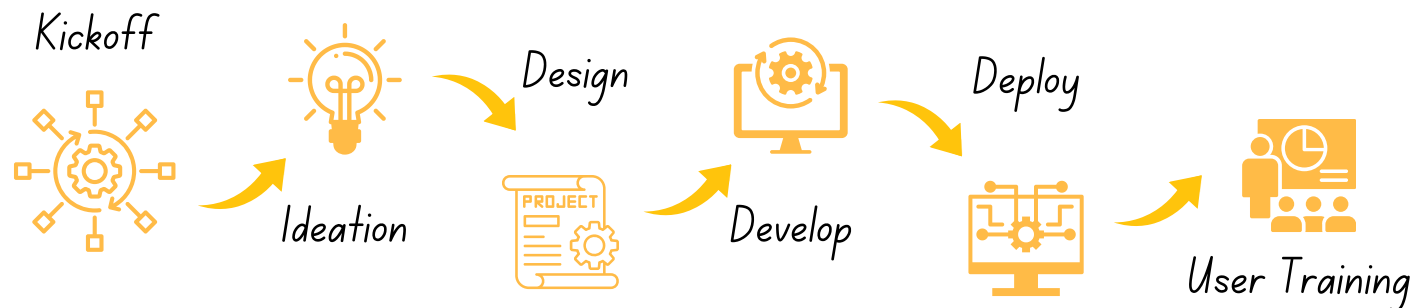 Kickoff
Ideation
Design
PROJECT
Develop
Deploy
User Training